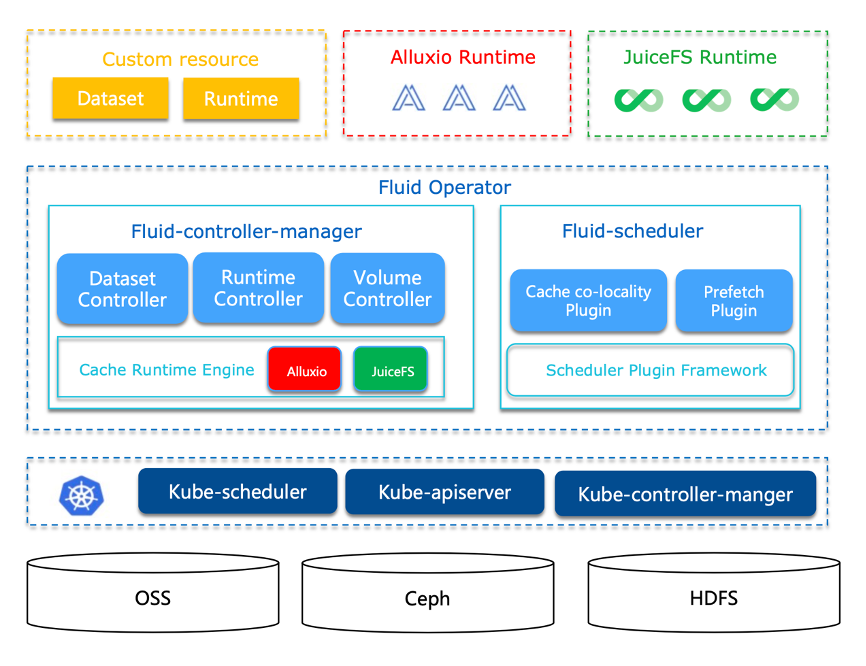 Custom resource
Dataset
Runtime
Alluxio Runtime
JuiceFS Runtime
Fluid Operator
Fluid-controller-manager
Dataset
Controller
Runtime
Controller
Volume
Controller
Cache Runtime Engine
Alluxio
JuiceFS
Fluid-scheduler
Cache co-locality
Plugin
Prefetch
Plugin
Scheduler Plugin Framework
Kube-scheduler
Kube-apiserver
Kube-controller-manger
OSS
Ceph
HDFS